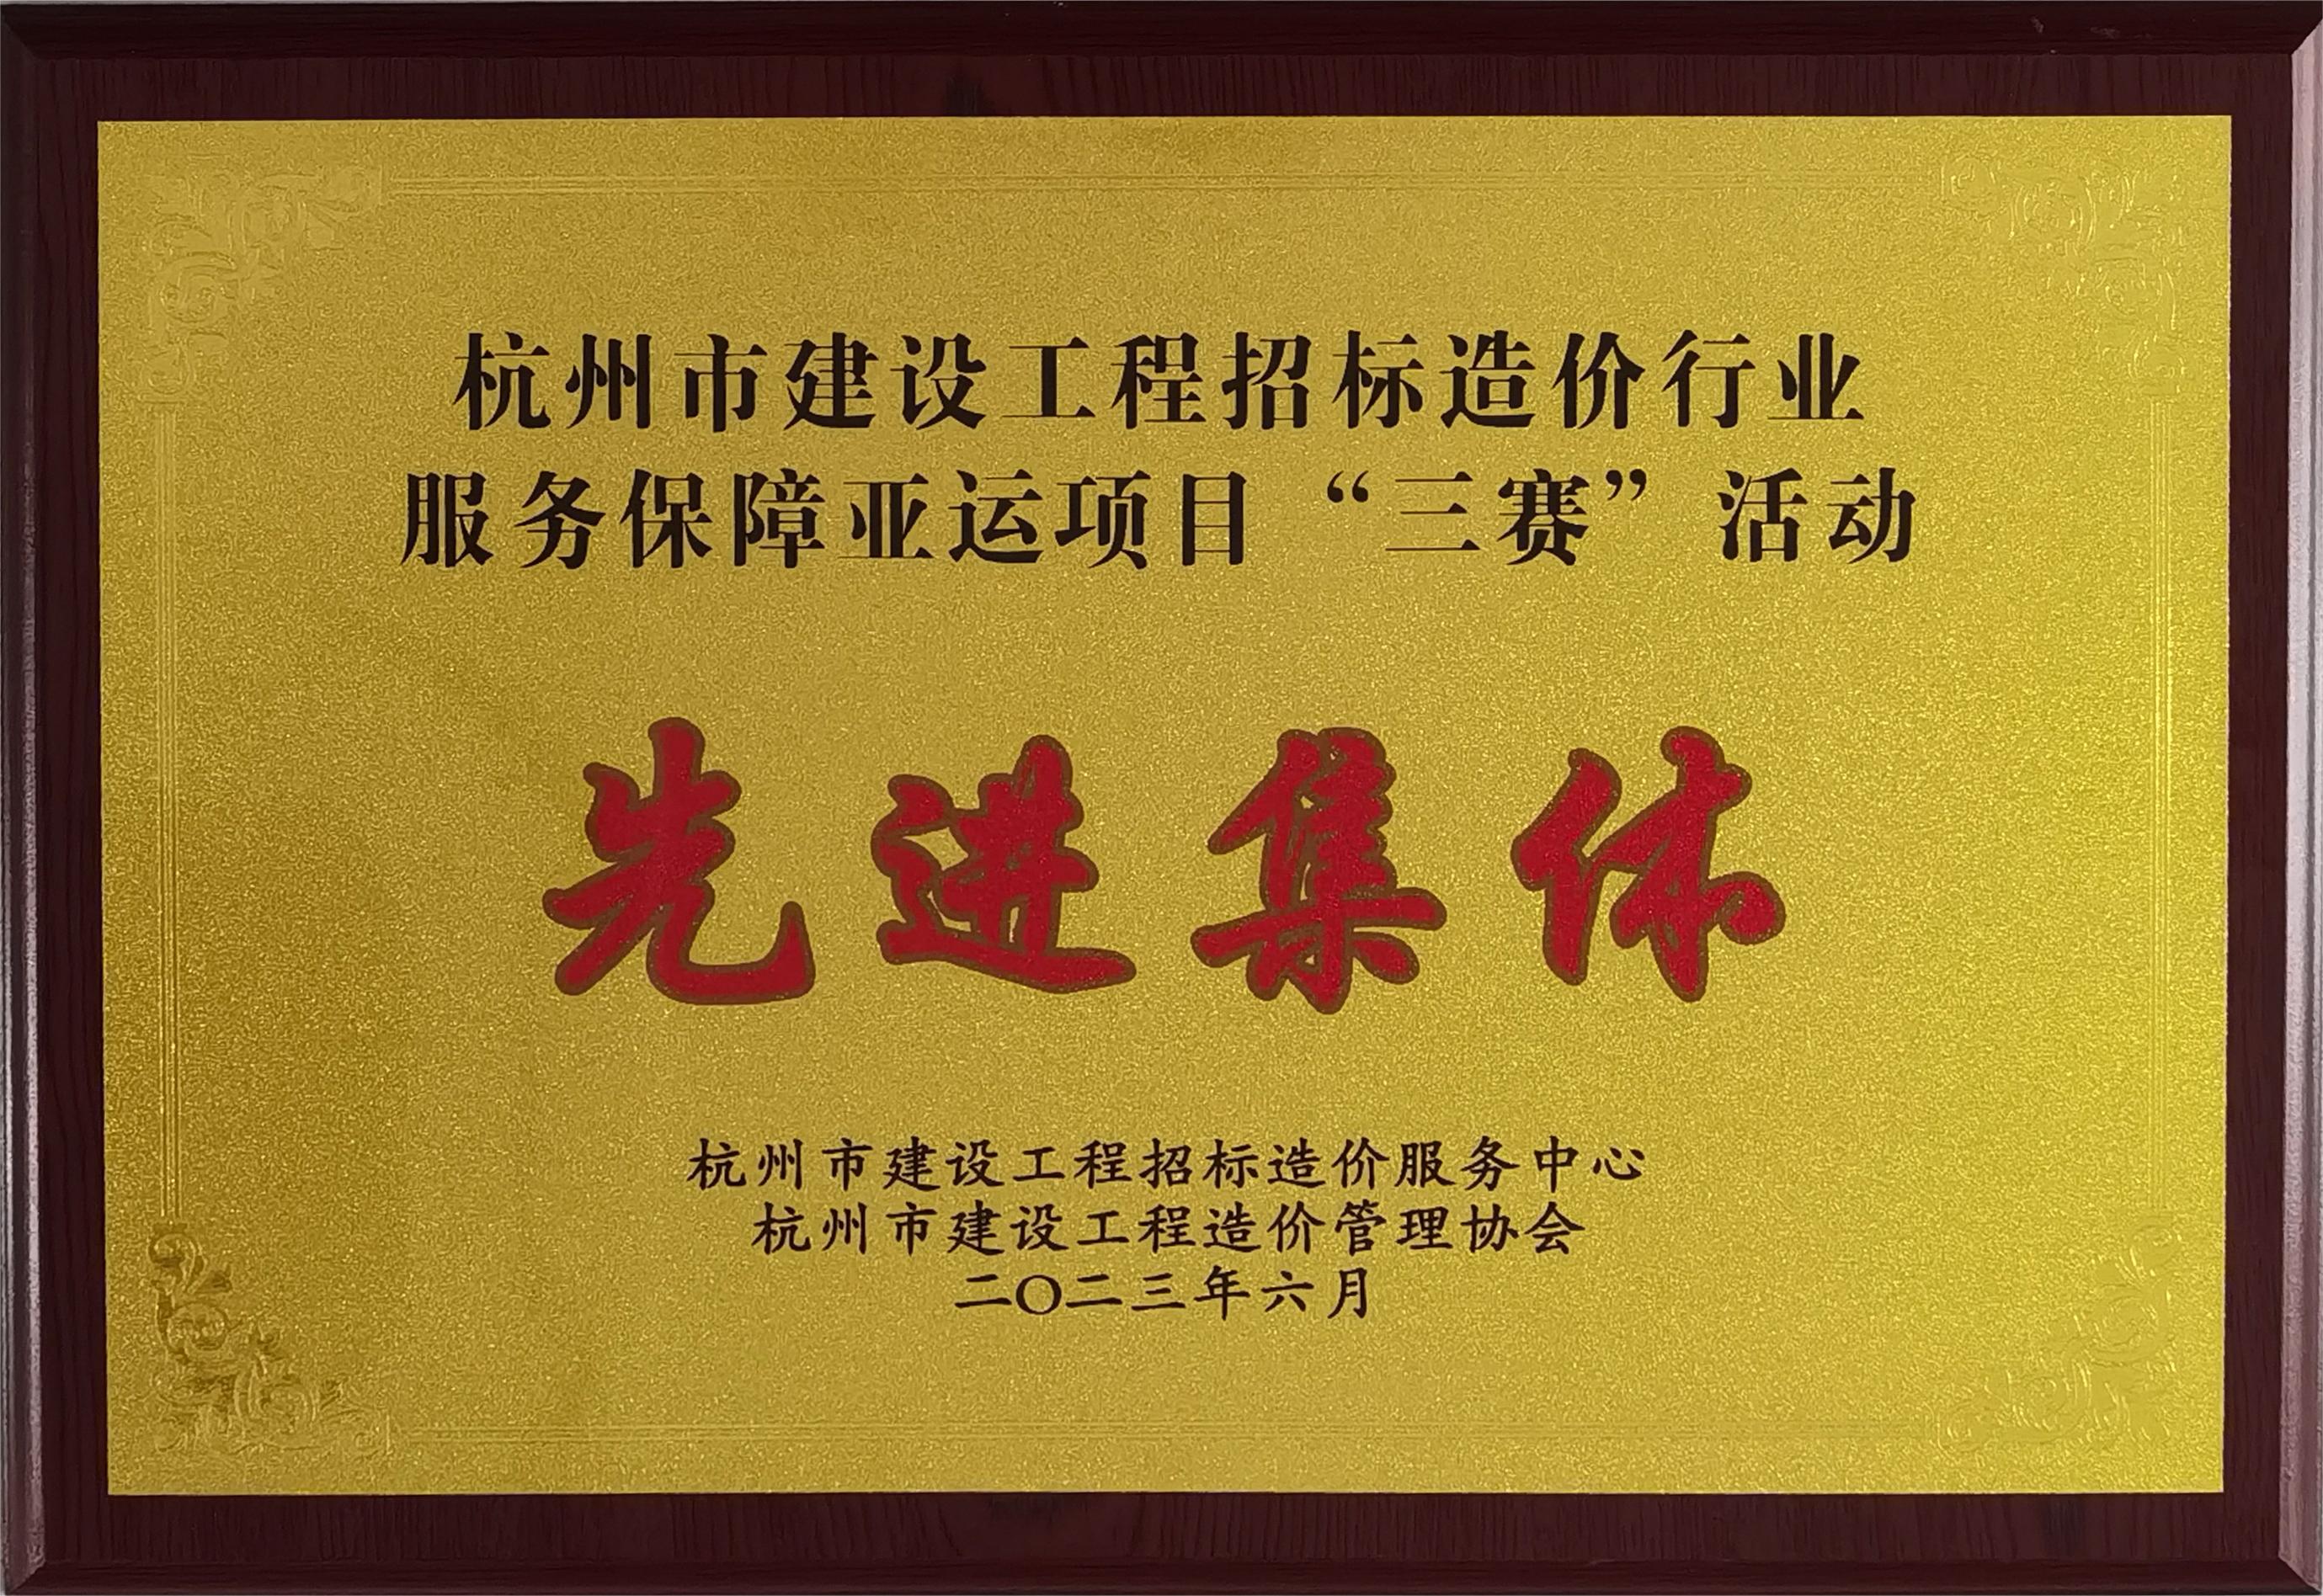 杭州市建设工程招标造价行业
服务保障亚运项目“三赛”活动
先进集体
杭州市建设工程招标造价服务中心
杭州市建设工程造价管理协会
二〇二三年六月